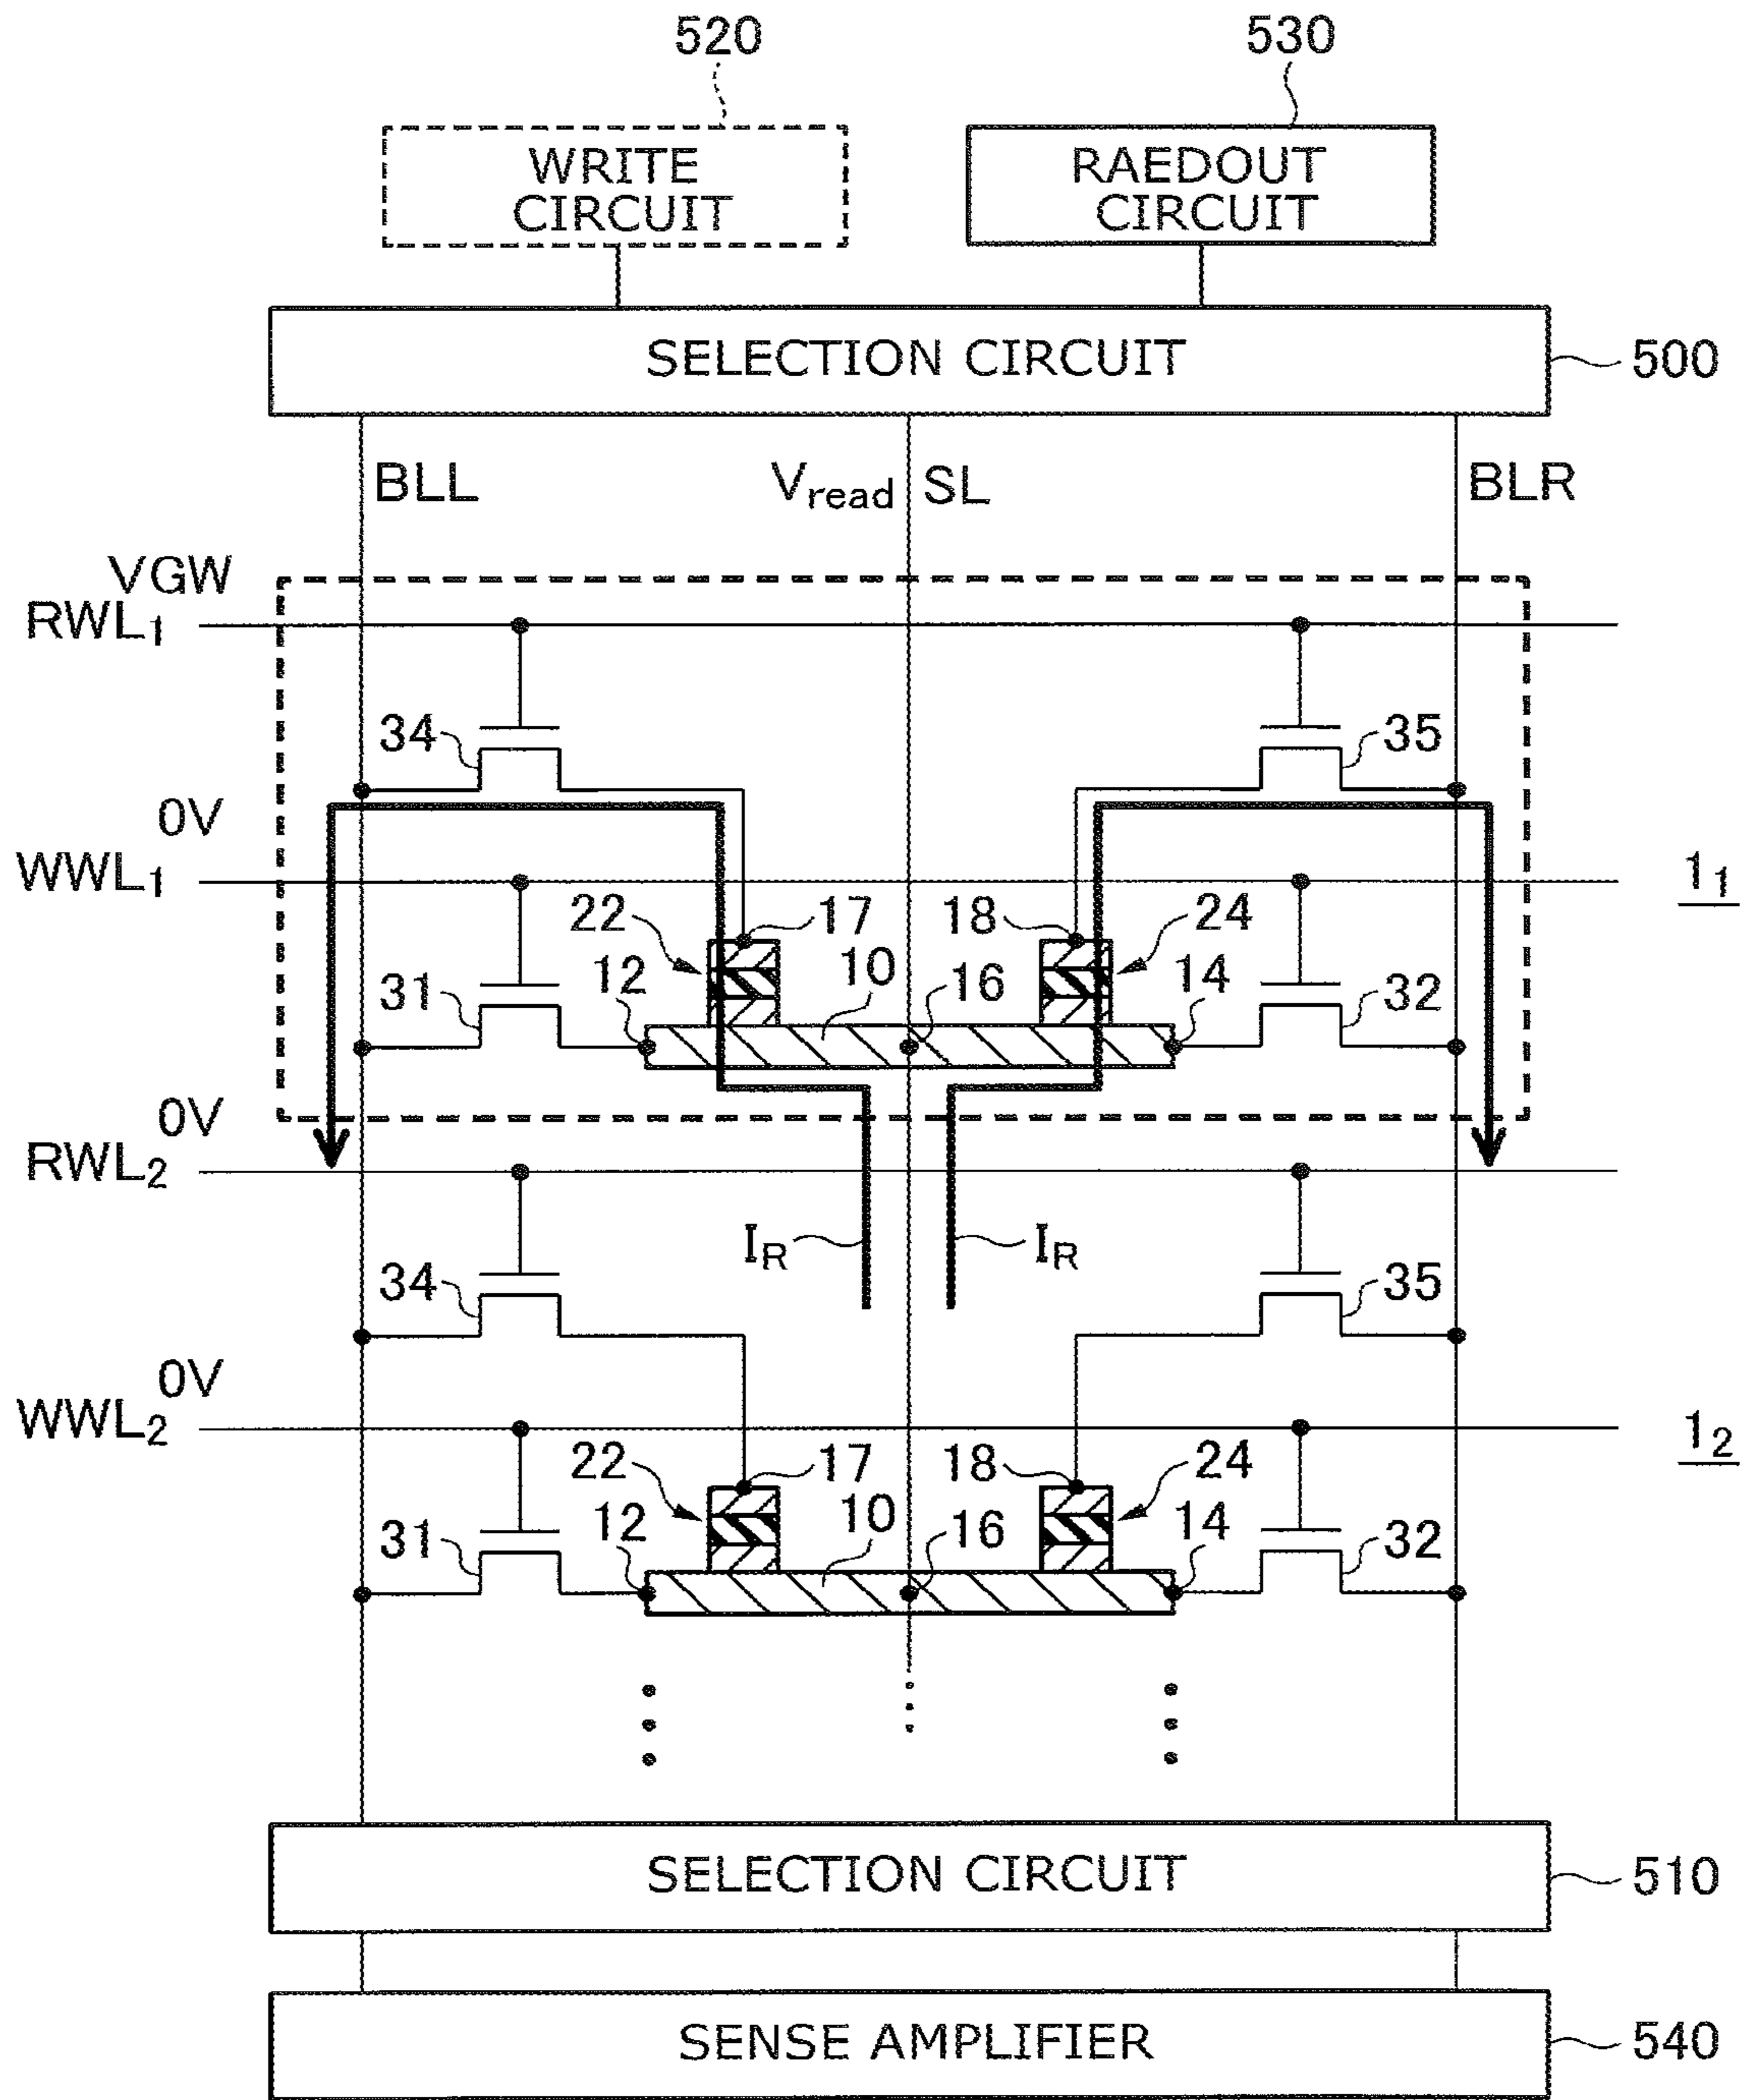 520
530
WRITE
CIRCUIT
RAEDOUT
CIRCUIT
SELECTION CIRCUIT
500
BLL
Vread
SL
BLR
VGW
RWL1
34
35
0V
WWL1
11
22
17
18
24
12
10
16
14
31
32
0V
RWL2
IR
IR
34
35
0V
WWL2
12
22
17
18
24
12
10
16
14
31
32
SELECTION CIRCUIT
510
SENSE AMPLIFIER
540